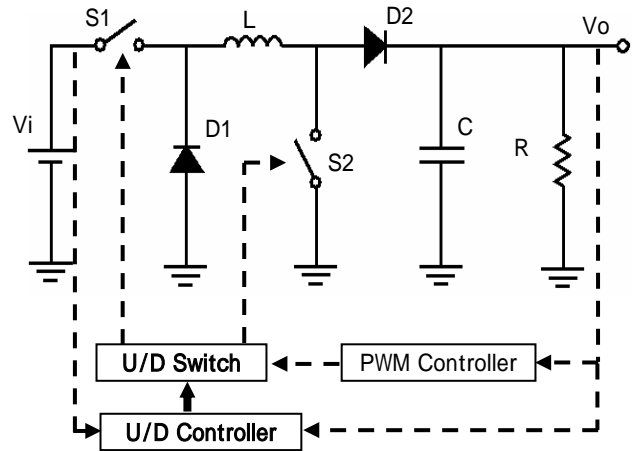 S1
L
D2
Vo
Vi
D1
S2
C
R
U/D Switch
PWM Controller
U/D Controller